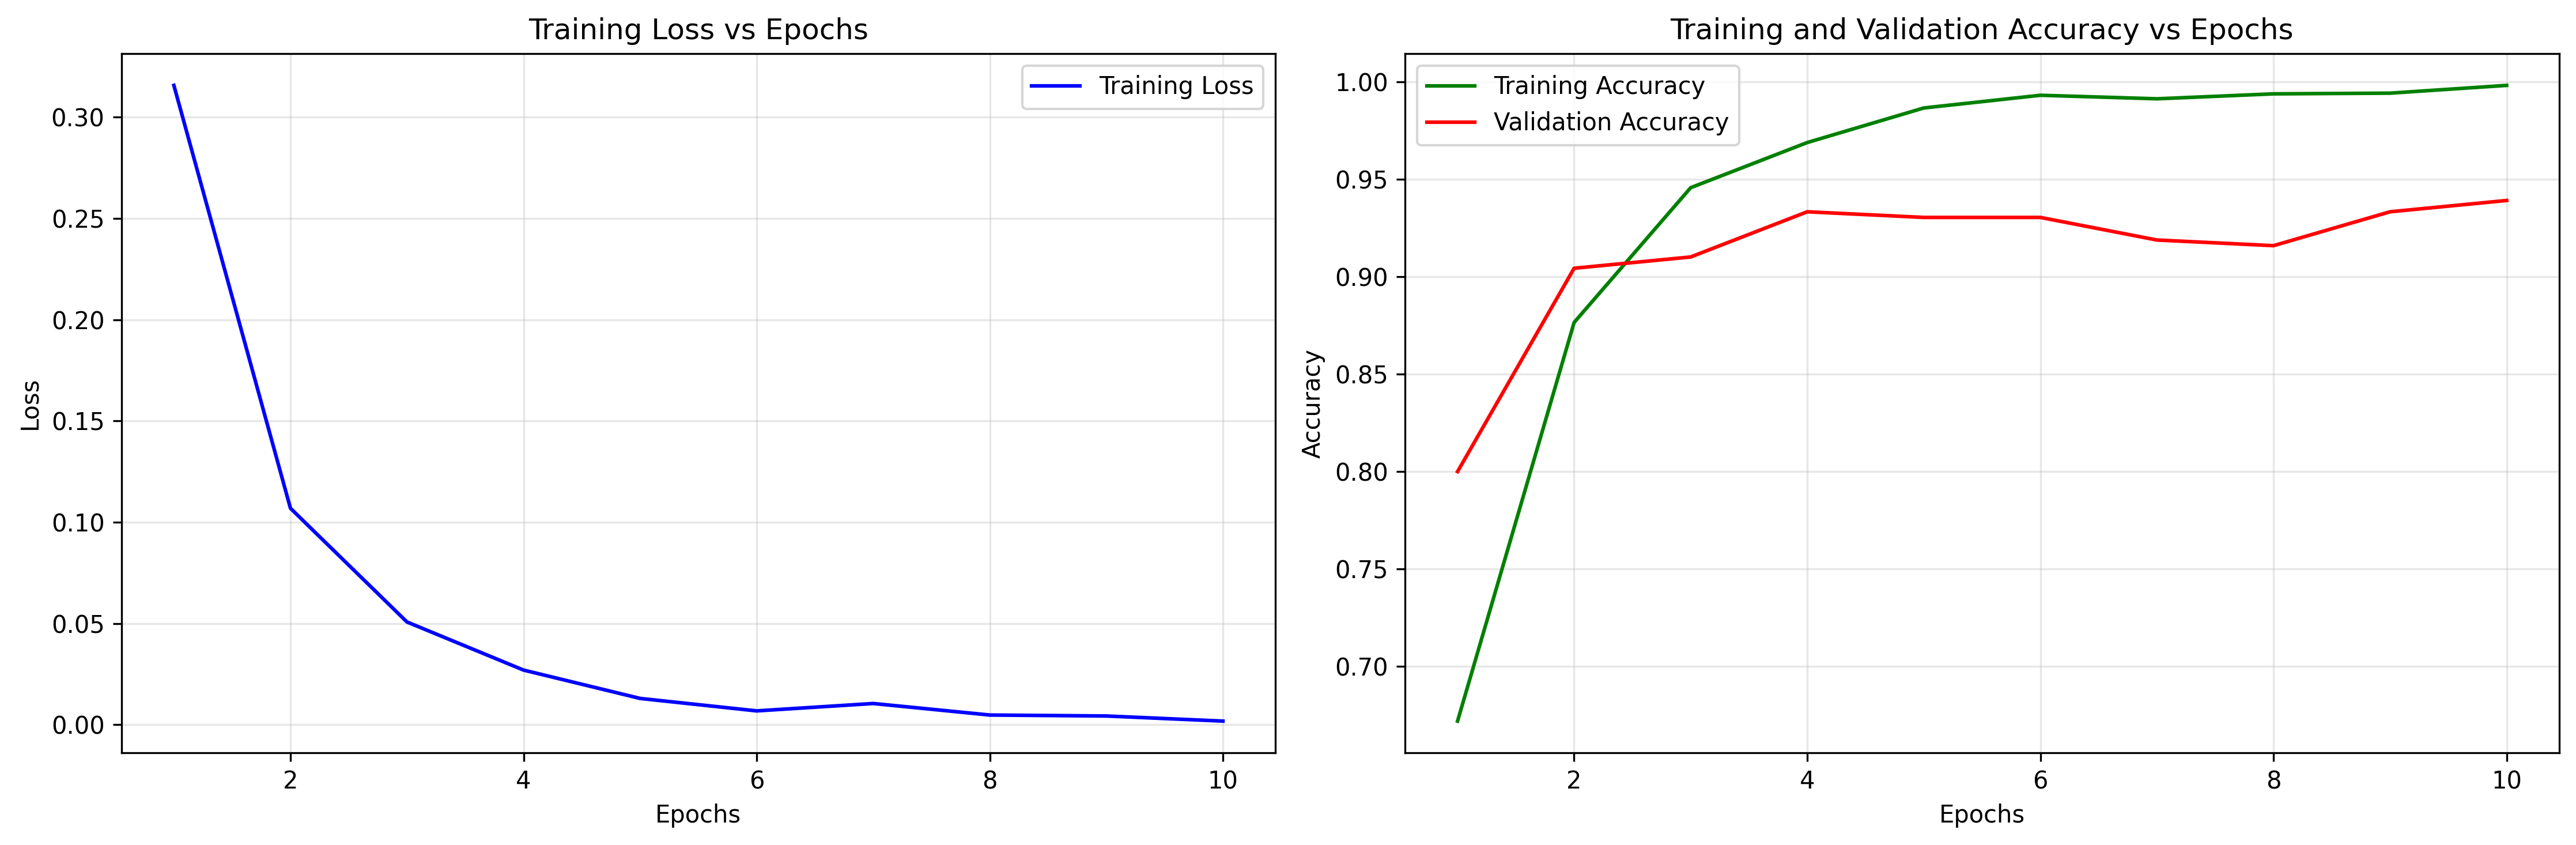 Training Loss vs Epochs
Training Loss
0.30
0.25
0.20
0.15
0.10
0.05
0.00
Loss
2 4 6 8 10
Epochs
Training and Validation Accuracy vs Epochs
Training Accuracy
Validation Accuracy
1.00
0.95
0.90
0.85
0.80
0.75
0.70
Accuracy
2 4 6 8 10
Epochs